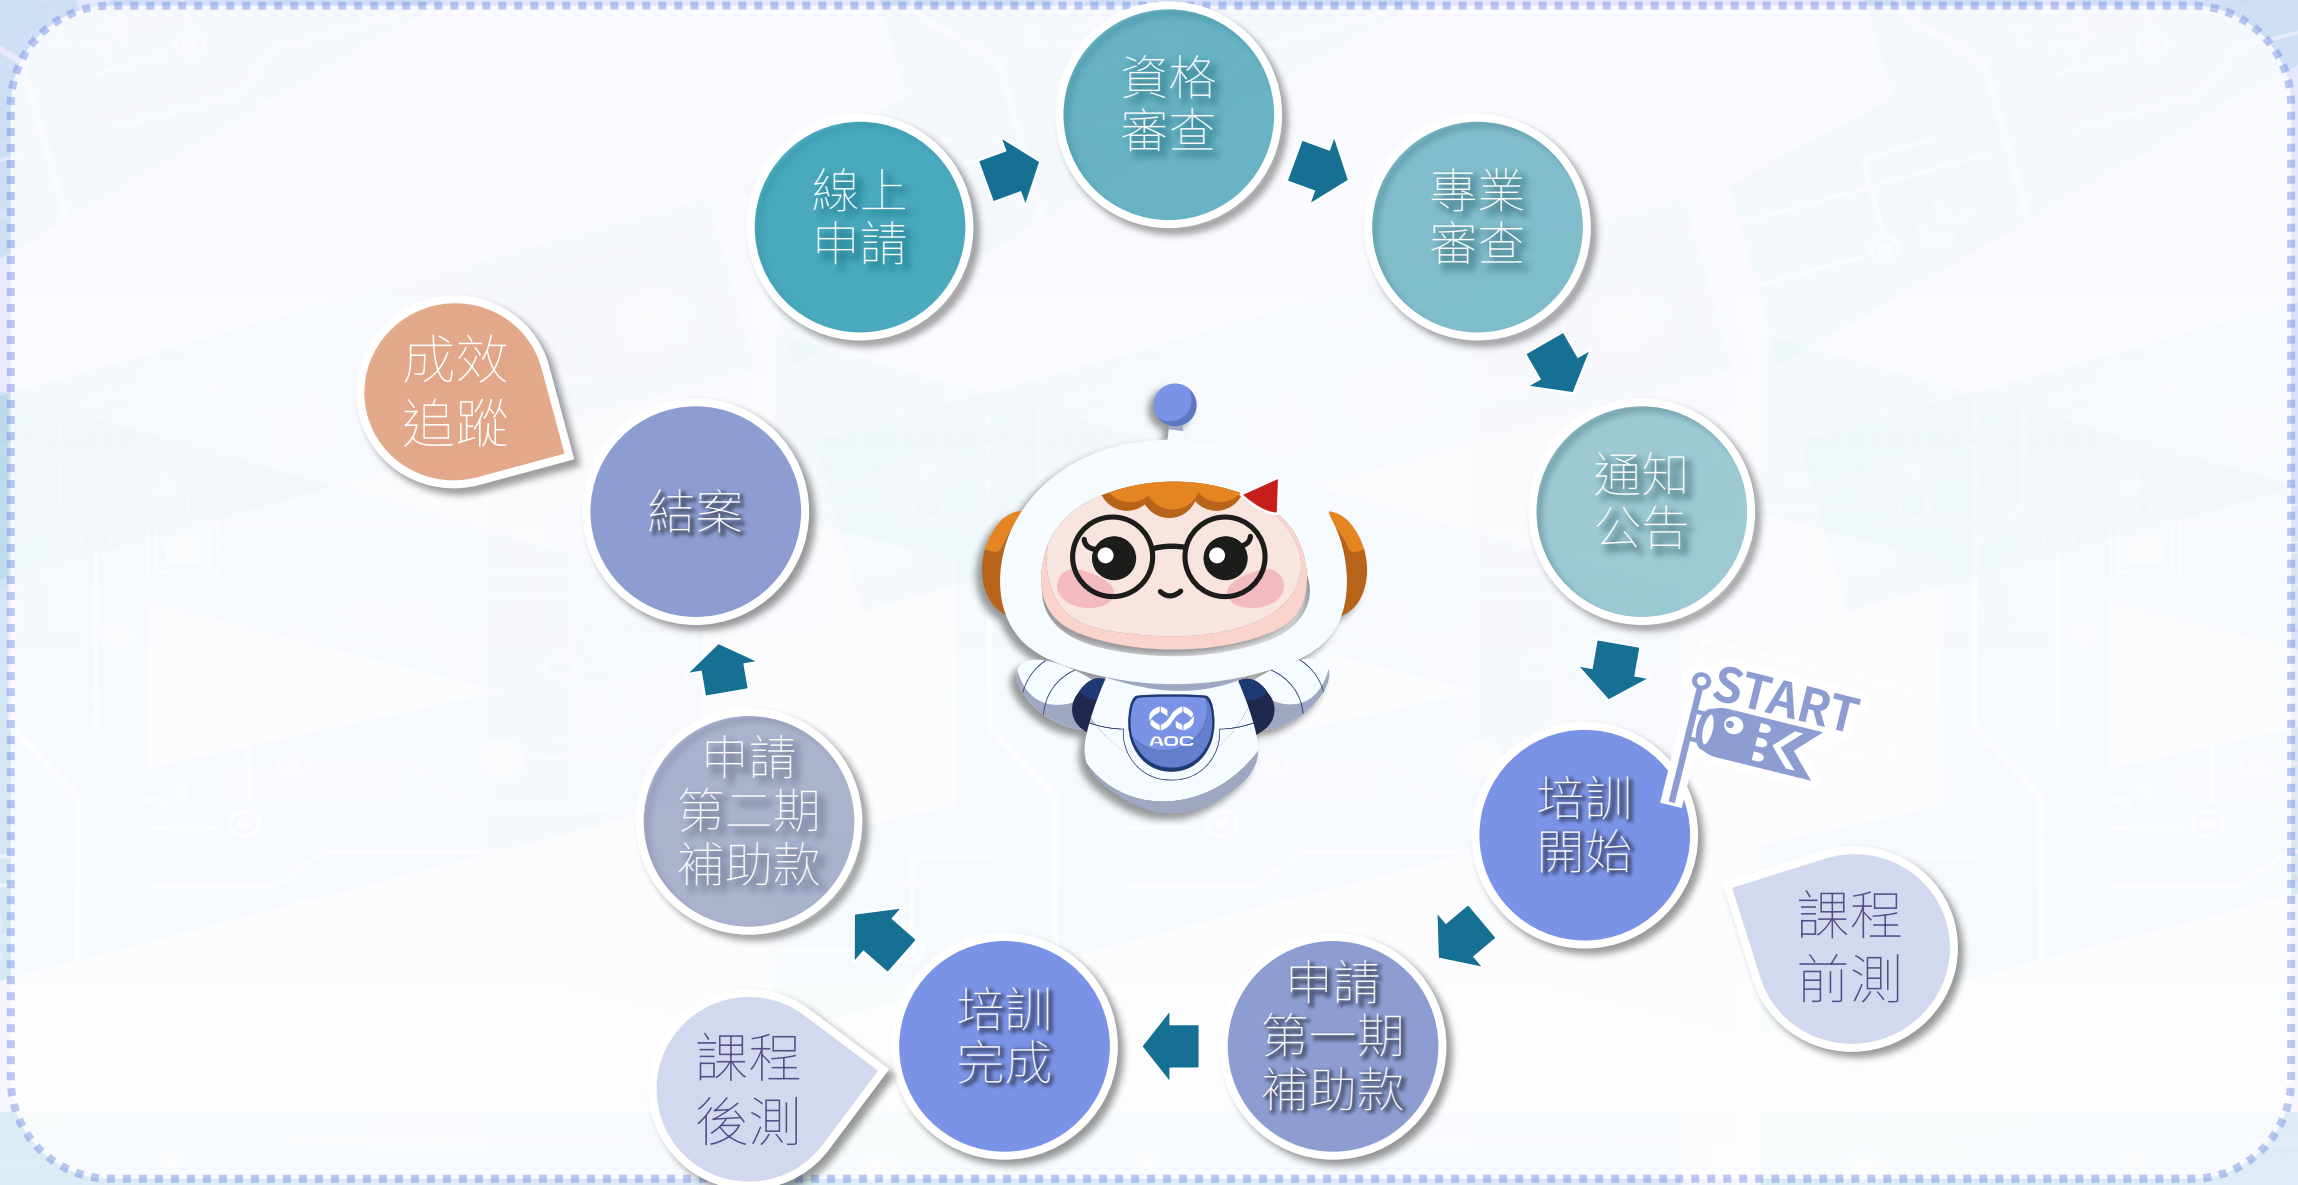 資格
審查
線上
申請
專業
審查
成效
追蹤
通知
公告
結案
START
培訓
開始
課程
前測
申請
第一期
補助款
培訓
完成
課程
後測
申請
第二期
補助款
AOC